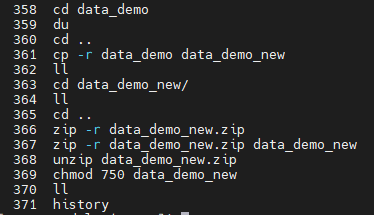 358 cd data_demo
359 du
360 cd ..
361 cp -r data_demo data_demo_new
362 ll
363 cd data_demo_new/
364 ll
365 cd ..
366 zip -r data_demo_new.zip
367 zip -r data_demo_new.zip data_demo_new
368 unzip data_demo_new.zip
369 chmod 750 data_demo_new
370 ll
371 history